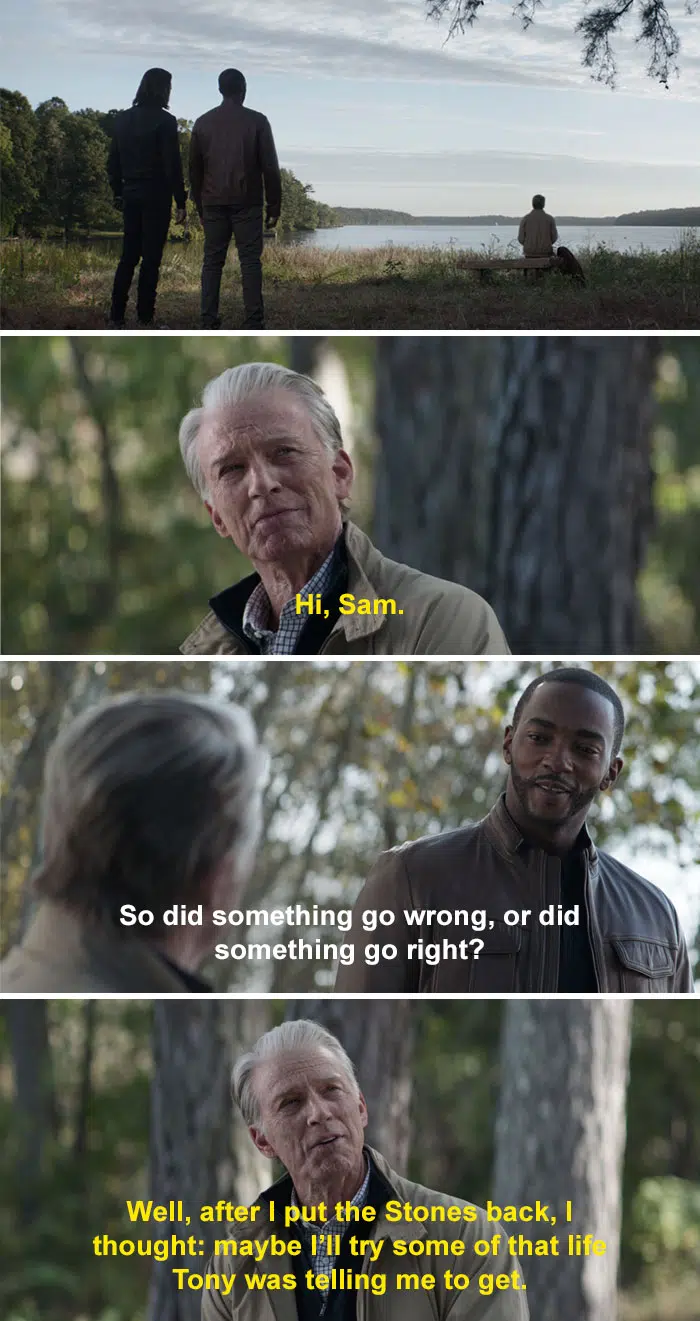 Hi, Sam.
So did something go wrong, or did
something go right?
Well, after I put the Stones back, I
thought: maybe I'll try some of that life
Tony was telling me to get.